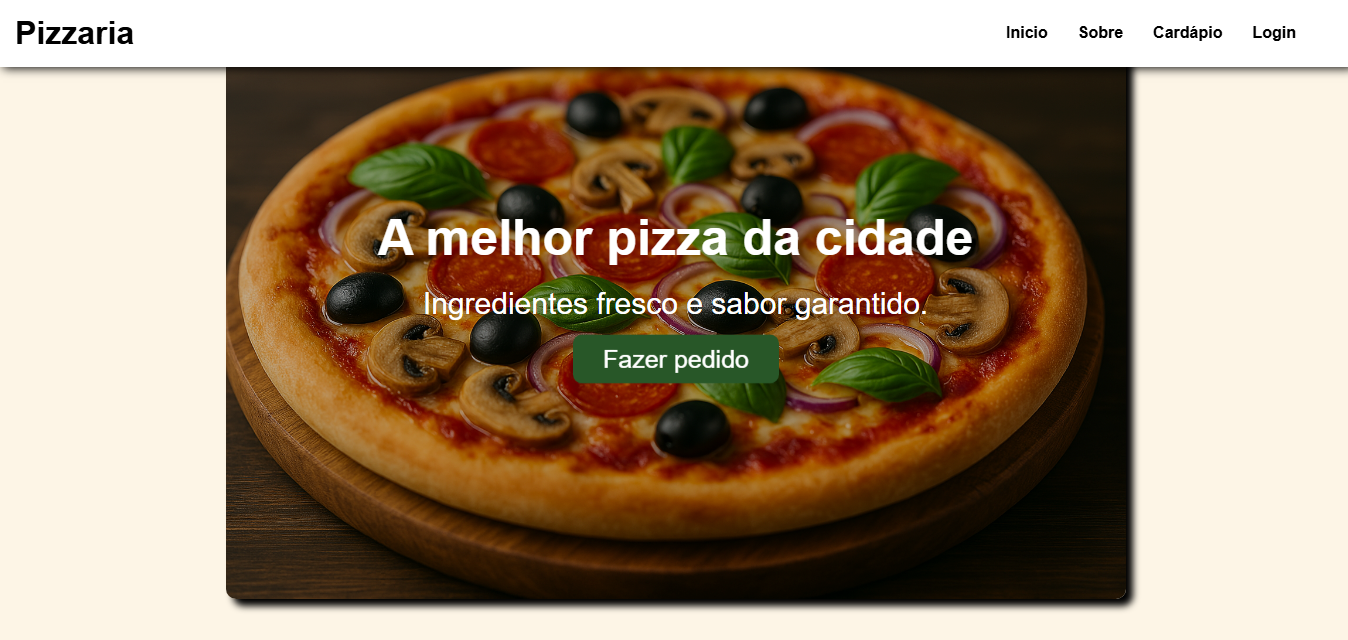 Pizzaria
Inicio Sobre Cardápio Login
A melhor pizza da cidade
Ingredientes fresco e sabor garantido.
Fazer pedido